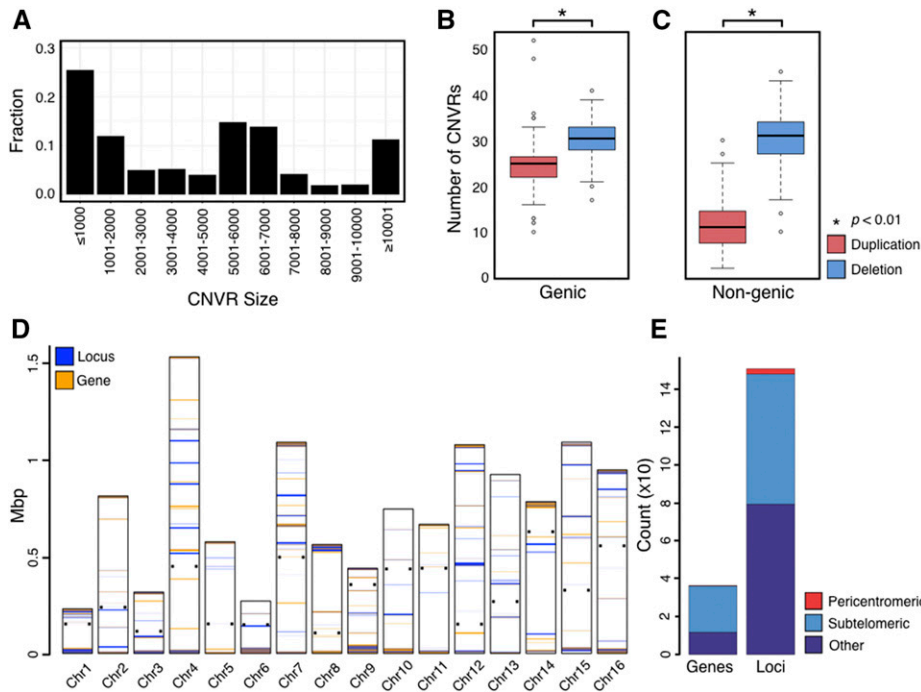 A
0.3
0.2
0.1
0.0
Fraction
≤1000
1001-2000
2001-3000
3001-4000
4001-5000
5001-6000
6001-7000
7001-8000
8001-9000
9001-10000
≥10001
CNVR Size
B
*
50
40
30
20
10
0
Number of CNVRs
Genic
C
*
Non-genic
* p < 0.01
Duplication
Deletion
D
Locus
Gene
1.5
1
0.5
0
Mbp
Chr1
Chr2
Chr3
Chr4
Chr5
Chr6
Chr7
Chr8
Chr9
Chr10
Chr11
Chr12
Chr13
Chr14
Chr15
Chr16
E
14
12
10
8
6
4
2
0
Count (x10)
Genes
Loci
Pericentromeric
Subtelomeric
Other